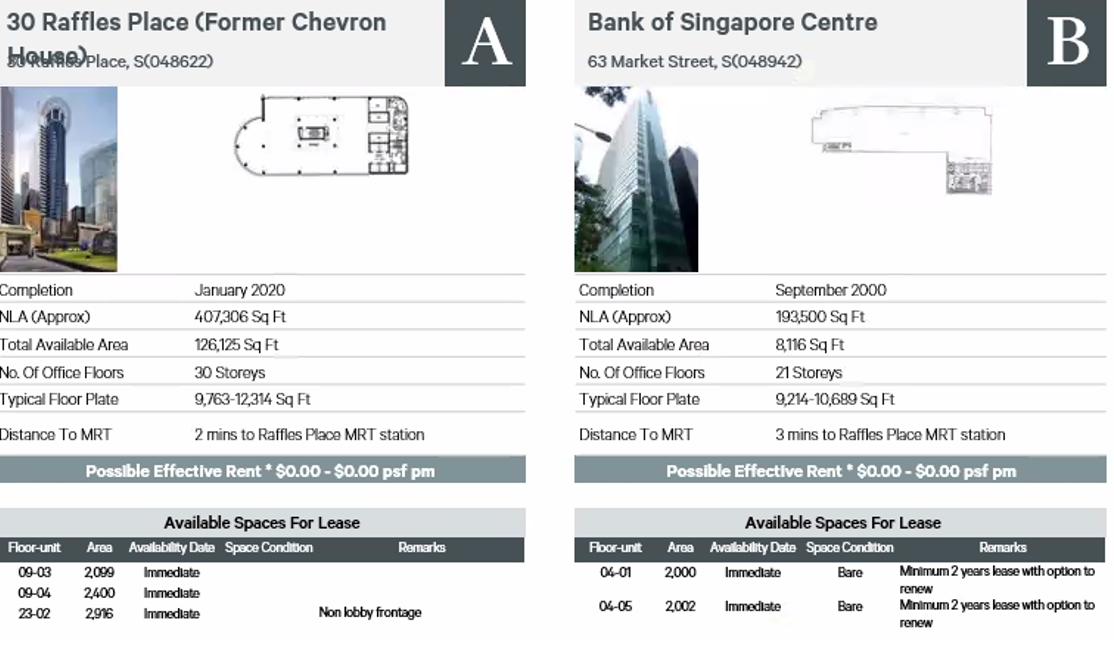 30 Raffles Place (Former Chevron
House)
30 Raffles Place, S(048622)
A
Completion January 2020
NLA (Approx) 407,306 Sq Ft
Total Available Area 126,125 Sq Ft
No. Of Office Floors 30 Storeys
Typical Floor Plate 9,763-12,314 Sq Ft
Distance To MRT 2 mins to Raffles Place MRT station
Possible Effective Rent * $0.00 - $0.00 psf pm
Available Spaces For Lease
Floor-unit Area Availability Date Space Condition Remarks
09-03 2,099 Immediate
09-04 2,400 Immediate
23-02 2,916 Immediate Non lobby frontage
Bank of Singapore Centre
63 Market Street, S(048942)
B
Completion September 2000
NLA (Approx) 193,500 Sq Ft
Total Available Area 8,116 Sq Ft
No. Of Office Floors 21 Storeys
Typical Floor Plate 9,214-10,689 Sq Ft
Distance To MRT 3 mins to Raffles Place MRT station
Possible Effective Rent * $0.00 - $0.00 psf pm
Available Spaces For Lease
Floor-unit Area Availability Date Space Condition Remarks
04-01 2,000 Immediate Bare Minimum 2 years lease with option to
renew
04-05 2,002 Immediate Bare Minimum 2 years lease with option to
renew